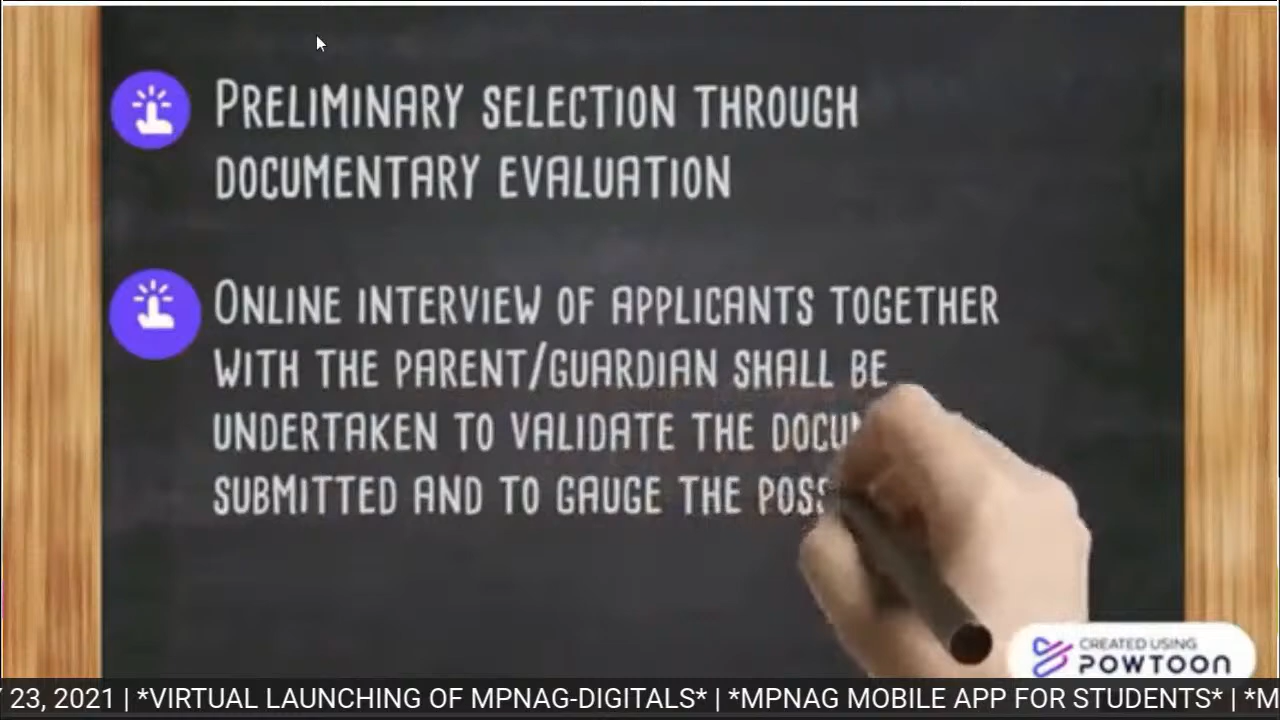 PRELIMINARY SELECTION THROUGH
DOCUMENTARY EVALUATION
ONLINE INTERVIEW OF APPLICANTS TOGETHER
WITH THE PARENT/GUARDIAN SHALL BE
UNDERTAKEN TO VALIDATE THE
SUBMITTED AND TO GAUGE THE
CREATED USING
POWTOON
23, 2021 | *VIRTUAL LAUNCHING OF MPNAG-DIGITALS* | *MPNAG MOBILE APP FOR STUDENTS* | *M